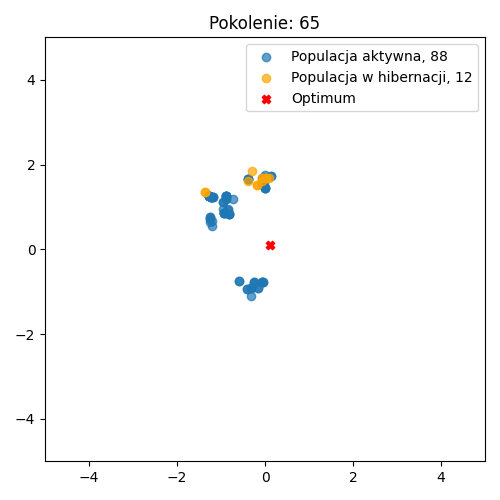 Pokolenie: 65
Populacja aktywna, 88
Populacja w hibernacji, 12
Optimum
4
2
0
−2
−4
−4
−2
0
2
4